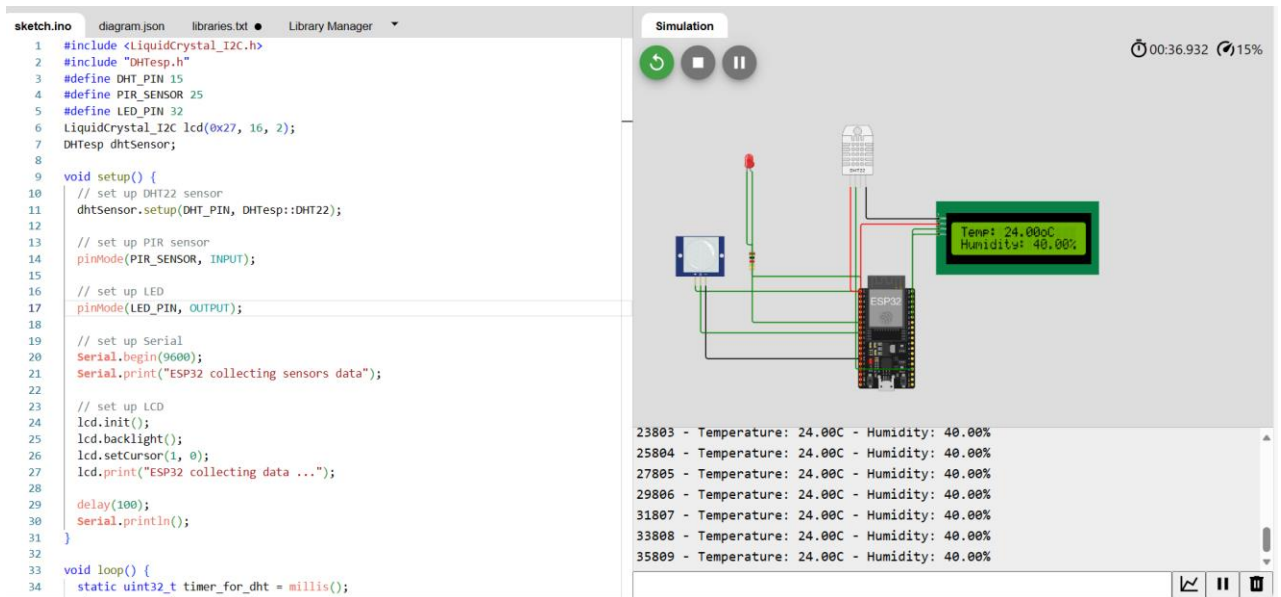 sketch.ino diagram.json libraries.txt ● Library Manager
1 #include <LiquidCrystal_I2C.h>
2 #include "DHTesp.h"
3 #define DHT_PIN 15
4 #define PIR_SENSOR 25
5 #define LED_PIN 32
6 LiquidCrystal_I2C lcd(0x27, 16, 2);
7 DHTesp dhtSensor;
8
9 void setup() {
10 // set up DHT22 sensor
11 dhtSensor.setup(DHT_PIN, DHTesp::DHT22);
12
13 // set up PIR sensor
14 pinMode(PIR_SENSOR, INPUT);
15
16 // set up LED
17 pinMode(LED_PIN, OUTPUT);
18
19 // set up Serial
20 Serial.begin(9600);
21 Serial.print("ESP32 collecting sensors data");
22
23 // set up LCD
24 lcd.init();
25 lcd.backlight();
26 lcd.setCursor(1, 0);
27 lcd.print("ESP32 collecting data ...");
28
29 delay(100);
30 Serial.println();
31 }
32
33 void loop() {
34 static uint32_t timer_for_dht = millis();
Simulation
00:36.932 15%
DHT22
Temp: 24.00oC
Humidity: 40.00%
ESP32
23803 - Temperature: 24.00C - Humidity: 40.00%
25804 - Temperature: 24.00C - Humidity: 40.00%
27805 - Temperature: 24.00C - Humidity: 40.00%
29806 - Temperature: 24.00C - Humidity: 40.00%
31807 - Temperature: 24.00C - Humidity: 40.00%
33808 - Temperature: 24.00C - Humidity: 40.00%
35809 - Temperature: 24.00C - Humidity: 40.00%